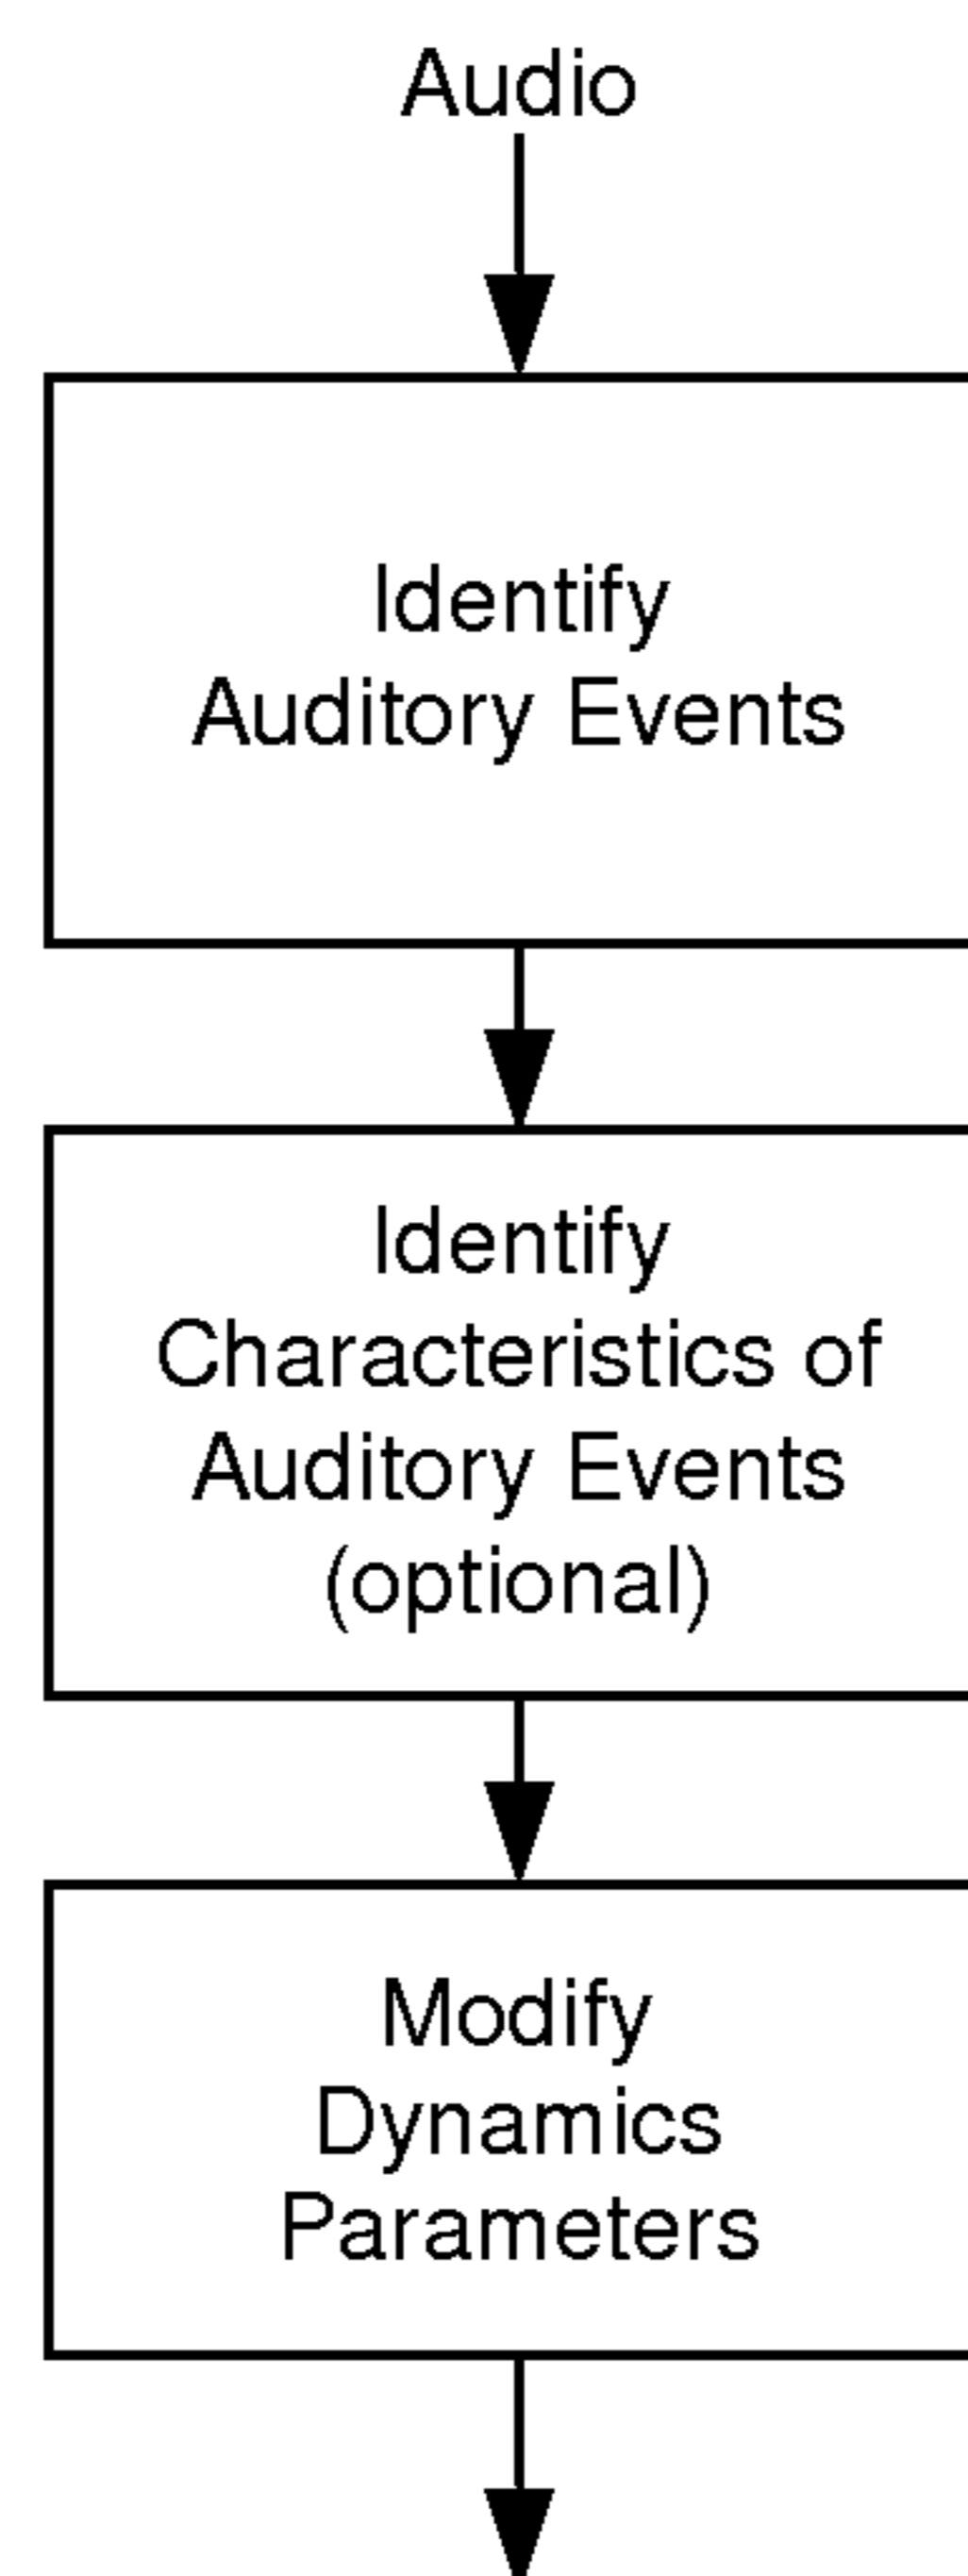 Audio
Identify
Auditory Events
Identify
Characteristics of
Auditory Events
(optional)
Modify
Dynamics
Parameters